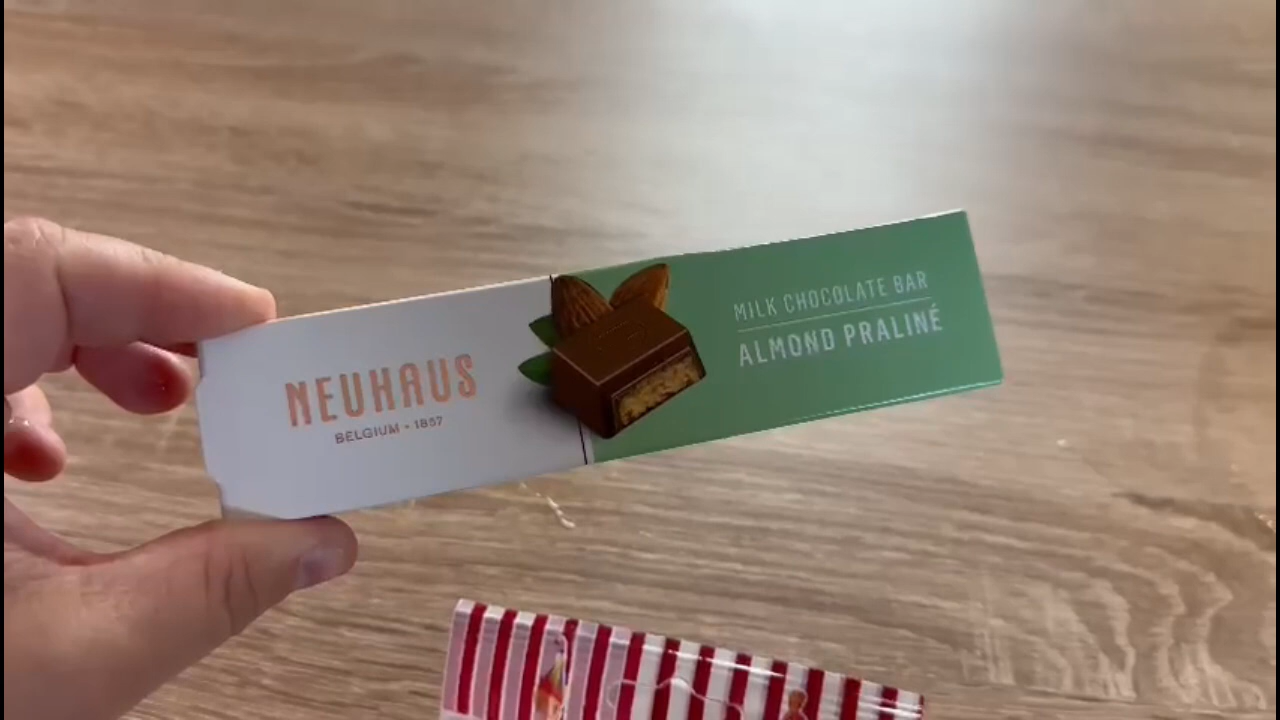 NEUHAUS
BELGIUM • 1857
MILK CHOCOLATE BAR
ALMOND PRALINÉ